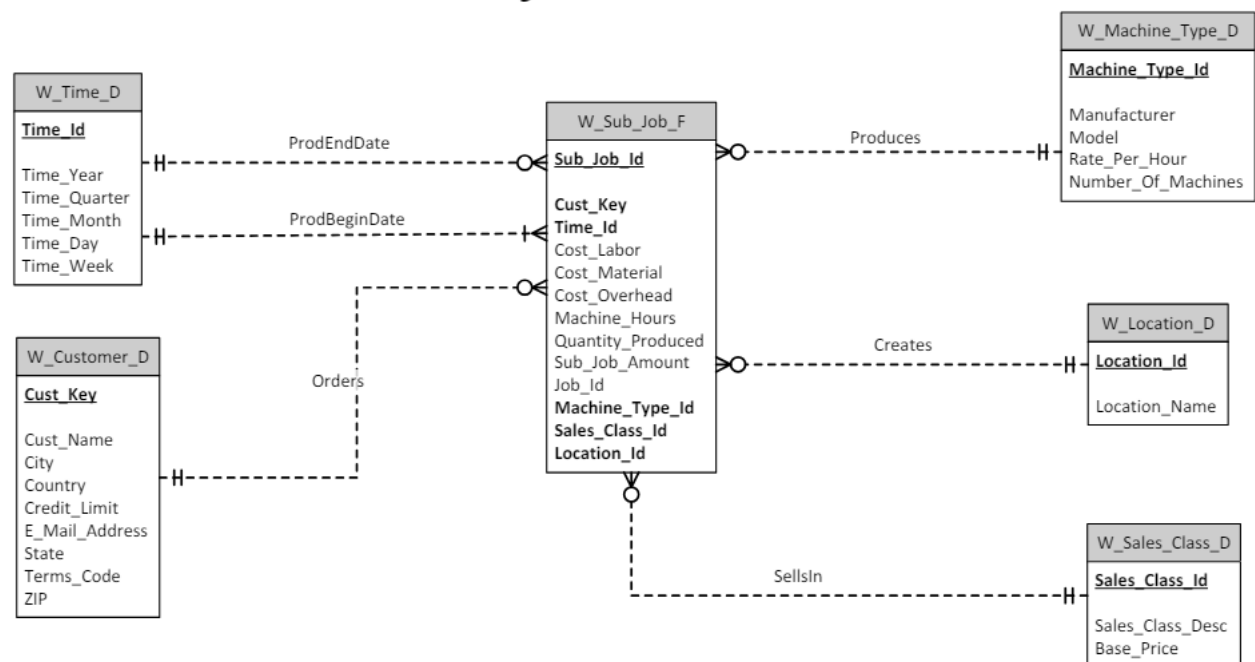 W_Machine_Type_D
Machine_Type_Id
Manufacturer
Model
Rate_Per_Hour
Number_Of_Machines
W_Time_D
Time_Id
Time_Year
Time_Quarter
Time_Month
Time_Day
Time_Week
ProdEndDate
ProdBeginDate
W_Sub_Job_F
Sub_Job_Id
Cust_Key
Time_Id
Cost_Labor
Cost_Material
Cost_Overhead
Machine_Hours
Quantity_Produced
Sub_Job_Amount
Job_Id
Machine_Type_Id
Sales_Class_Id
Location_Id
Produces
W_Customer_D
Cust_Key
Cust_Name
City
Country
Credit_Limit
E_Mail_Address
State
Terms_Code
ZIP
Orders
Creates
W_Location_D
Location_Id
Location_Name
SellsIn
W_Sales_Class_D
Sales_Class_Id
Sales_Class_Desc
Base_Price